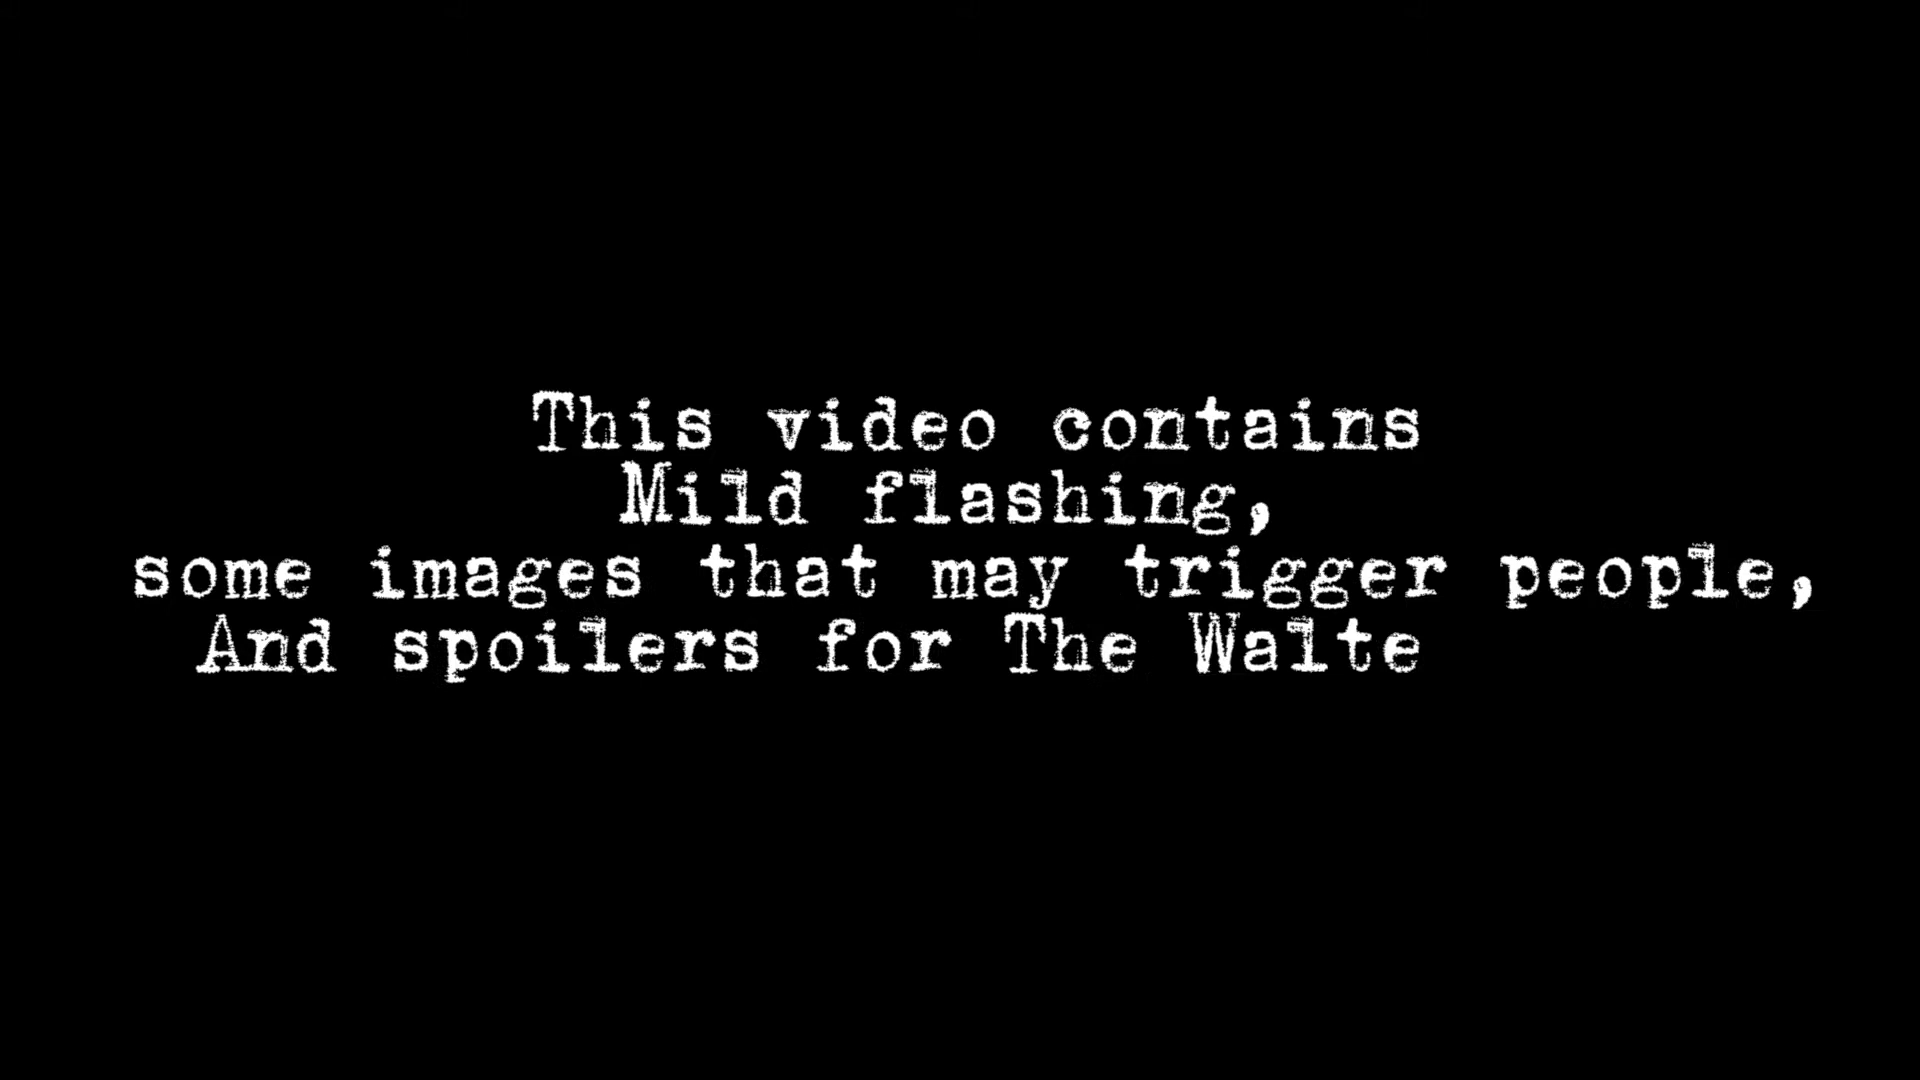 This video contains
Mild flashing,
some images that may trigger people,
And spoilers for The Walte